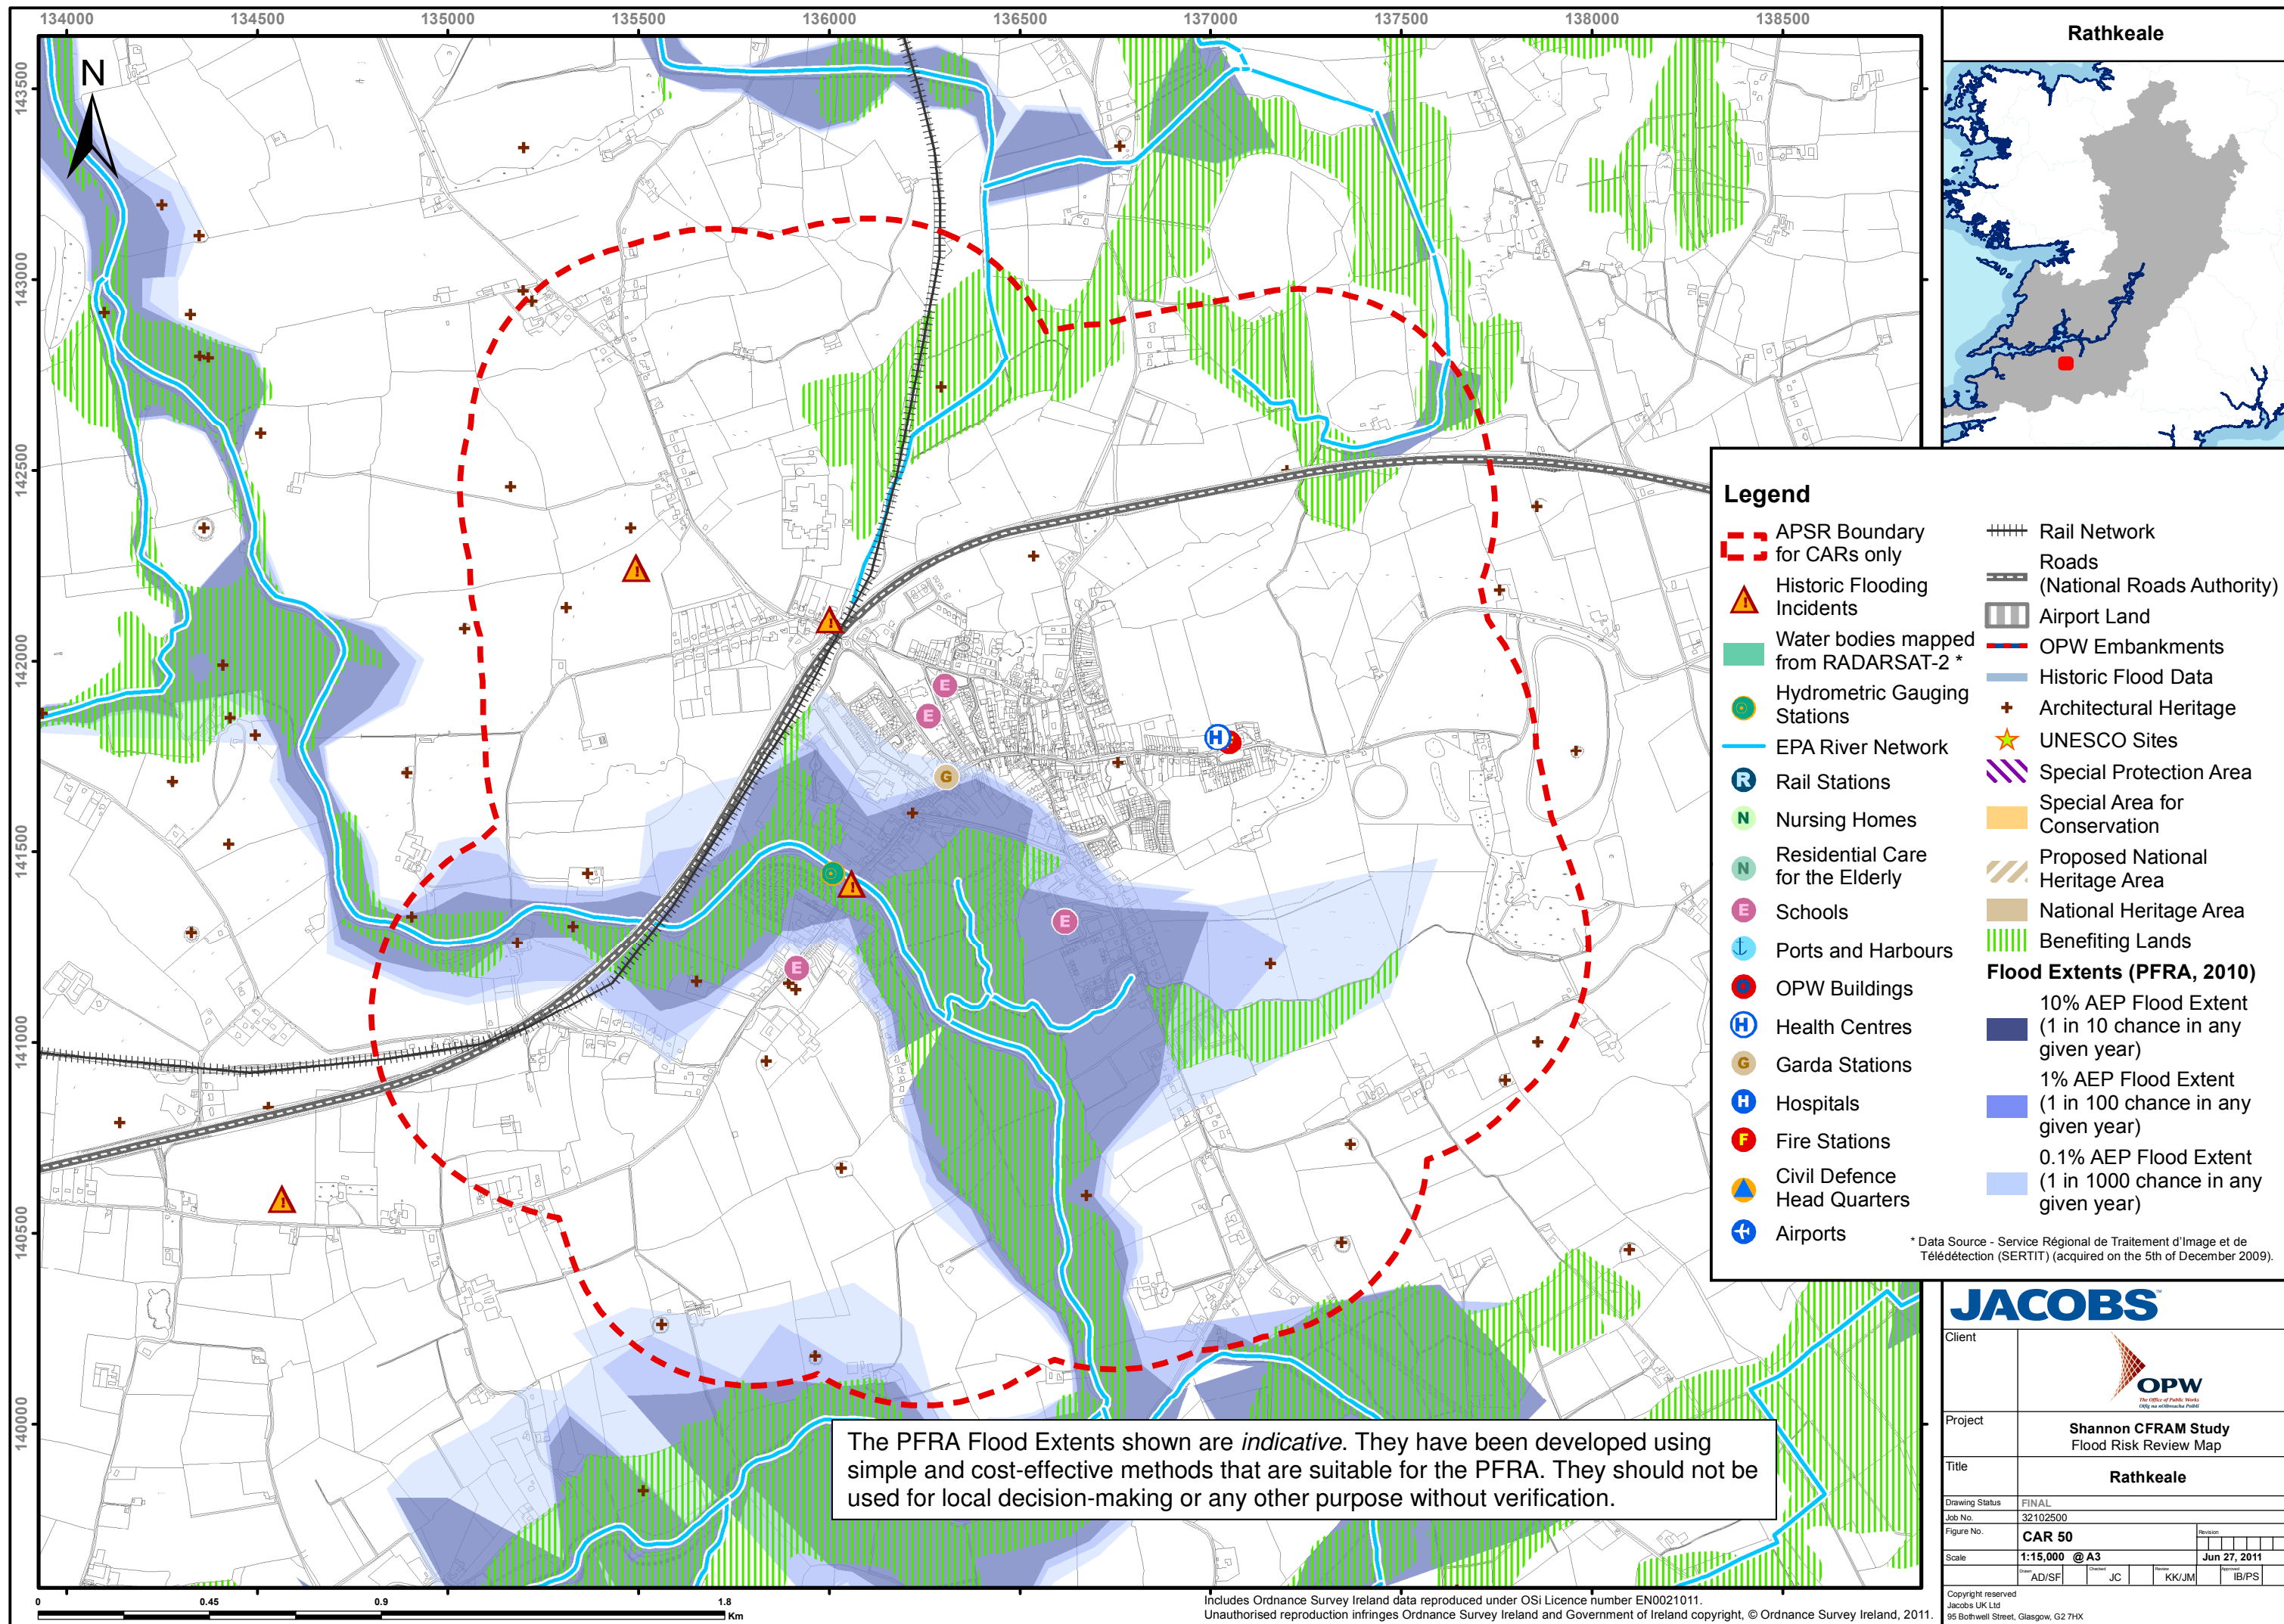 134000 134500 135000 135500 136000 136500 137000 137500 138000 138500
143500
143000
142500
142000
141500
141000
140500
140000
N
E
E
G
H
E
E
Rathkeale
Legend
APSR Boundary
for CARs only
Historic Flooding
Incidents
Water bodies mapped
from RADARSAT-2 *
Hydrometric Gauging
Stations
EPA River Network
R Rail Stations
N Nursing Homes
N Residential Care
for the Elderly
E Schools
Ports and Harbours
O OPW Buildings
H Health Centres
G Garda Stations
H Hospitals
F Fire Stations
Civil Defence
Head Quarters
Airports
Rail Network
Roads
(National Roads Authority)
Airport Land
OPW Embankments
Historic Flood Data
Architectural Heritage
UNESCO Sites
Special Protection Area
Special Area for
Conservation
Proposed National
Heritage Area
National Heritage Area
Benefiting Lands
Flood Extents (PFRA, 2010)
10% AEP Flood Extent
(1 in 10 chance in any
given year)
1% AEP Flood Extent
(1 in 100 chance in any
given year)
0.1% AEP Flood Extent
(1 in 1000 chance in any
given year)
* Data Source - Service Régional de Traitement d'Image et de
Télédétection (SERTIT) (acquired on the 5th of December 2009).
The PFRA Flood Extents shown are indicative. They have been developed using
simple and cost-effective methods that are suitable for the PFRA. They should not be
used for local decision-making or any other purpose without verification.
JACOBS
Client
OPW
The Office of Public Works
Oifig na nOibreacha Poiblí
Project
Shannon CFRAM Study
Flood Risk Review Map
Title
Rathkeale
Drawing Status FINAL
Job No. 32102500
Figure No. CAR 50 Revision
Scale 1:15,000 @ A3 Jun 27, 2011
Drawn AD/SF Checked JC Review KK/JM Approved IB/PS
Copyright reserved
Jacobs UK Ltd
95 Bothwell Street, Glasgow, G2 7HX
0 0.45 0.9 1.8
Km
Includes Ordnance Survey Ireland data reproduced under OSi Licence number EN0021011.
Unauthorised reproduction infringes Ordnance Survey Ireland and Government of Ireland copyright, © Ordnance Survey Ireland, 2011.